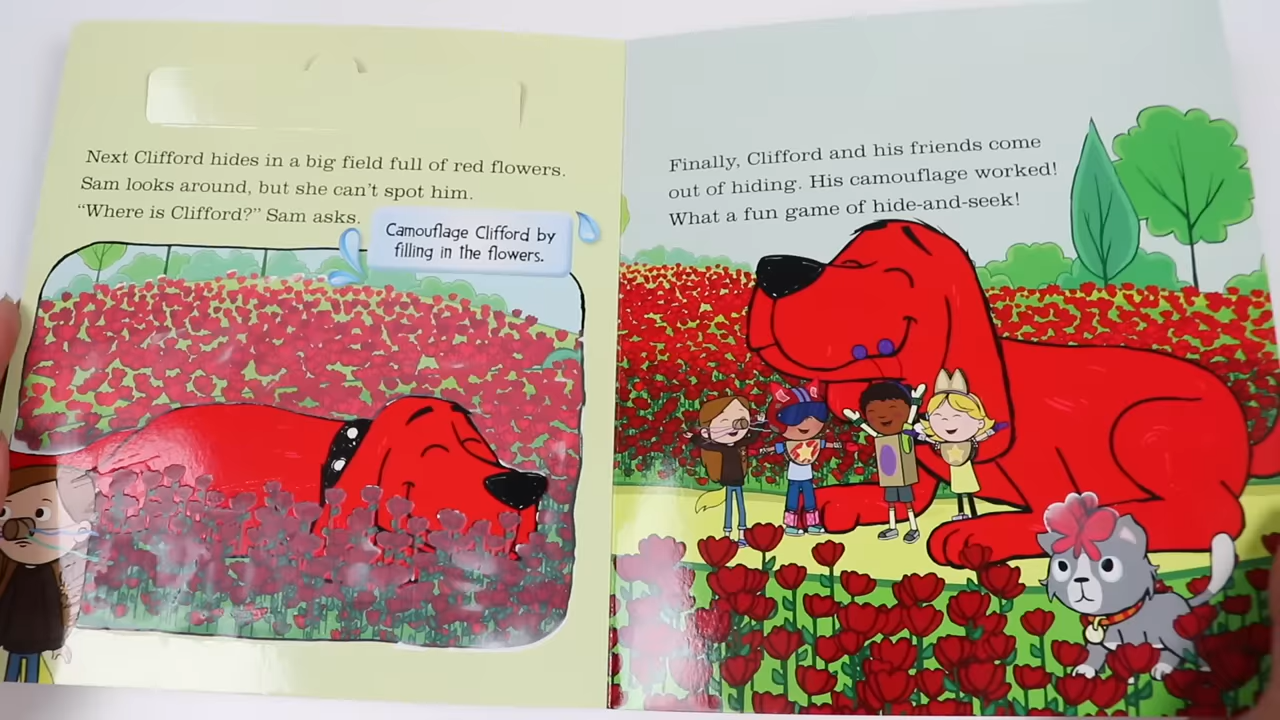 Next Clifford hides in a big field full of red flowers.
Sam looks around, but she can't spot him.
“Where is Clifford?” Sam asks.
Camouflage Clifford by
filling in the flowers.
Finally, Clifford and his friends come
out of hiding. His camouflage worked!
What a fun game of hide-and-seek!